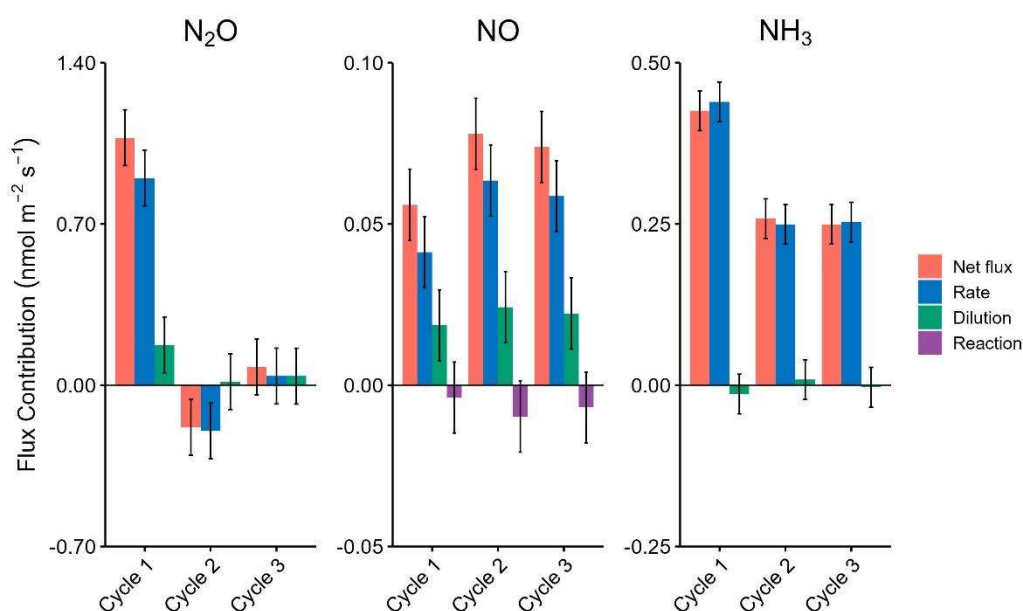 N₂O
NO
NH₃
Flux Contribution (nmol m⁻² s⁻¹)
1.40
0.70
0.00
-0.70
Cycle 1
Cycle 2
Cycle 3
0.10
0.05
0.00
-0.05
Cycle 1
Cycle 2
Cycle 3
0.50
0.25
0.00
-0.25
Cycle 1
Cycle 2
Cycle 3
Net flux
Rate
Dilution
Reaction